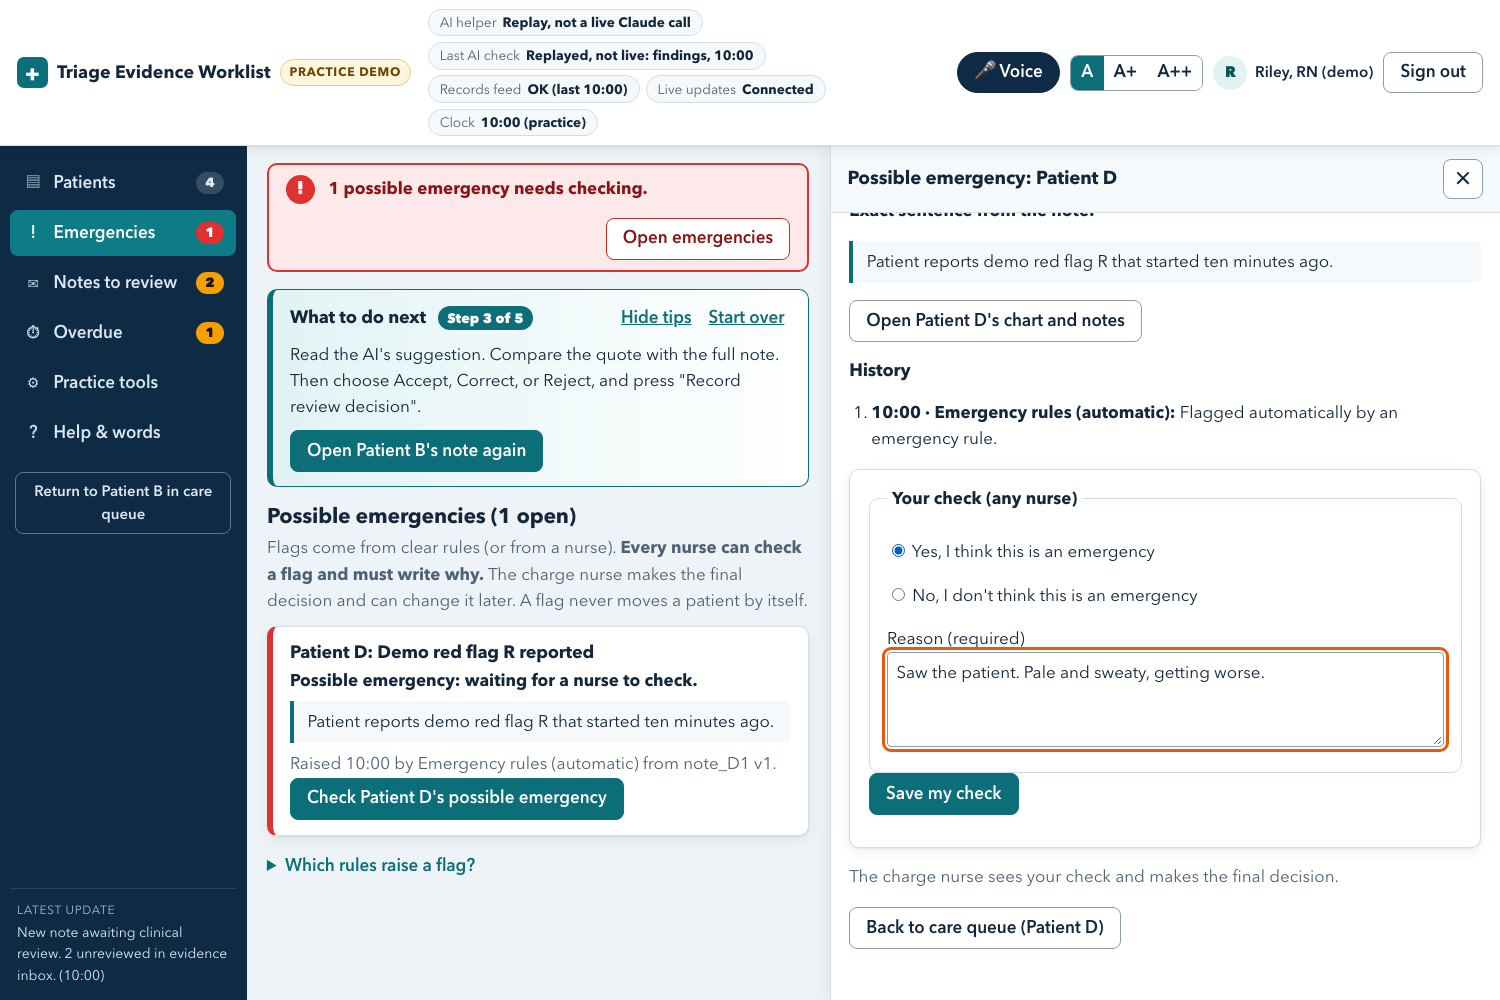 Triage Evidence Worklist
PRACTICE DEMO
AI helper Replay, not a live Claude call
Last AI check Replayed, not live: findings, 10:00
Records feed OK (last 10:00)
Live updates Connected
Clock 10:00 (practice)
Voice
A A+ A++
R Riley, RN (demo)
Sign out
Patients 4
! Emergencies 1
Notes to review 2
Overdue 1
Practice tools
? Help & words
Return to Patient B in care
queue
LATEST UPDATE
New note awaiting clinical
review. 2 unreviewed in evidence
inbox. (10:00)
! 1 possible emergency needs checking.
Open emergencies
What to do next Step 3 of 5 Hide tips Start over
Read the AI's suggestion. Compare the quote with the full note.
Then choose Accept, Correct, or Reject, and press "Record
review decision".
Open Patient B's note again
Possible emergencies (1 open)
Flags come from clear rules (or from a nurse). Every nurse can check
a flag and must write why. The charge nurse makes the final
decision and can change it later. A flag never moves a patient by itself.
Patient D: Demo red flag R reported
Possible emergency: waiting for a nurse to check.
Patient reports demo red flag R that started ten minutes ago.
Raised 10:00 by Emergency rules (automatic) from note_D1 v1.
Check Patient D's possible emergency
Which rules raise a flag?
Possible emergency: Patient D
Exact sentence from the note:
Patient reports demo red flag R that started ten minutes ago.
Open Patient D's chart and notes
History
1. 10:00 · Emergency rules (automatic): Flagged automatically by an
emergency rule.
Your check (any nurse)
Yes, I think this is an emergency
No, I don't think this is an emergency
Reason (required)
Saw the patient. Pale and sweaty, getting worse.
Save my check
The charge nurse sees your check and makes the final decision.
Back to care queue (Patient D)